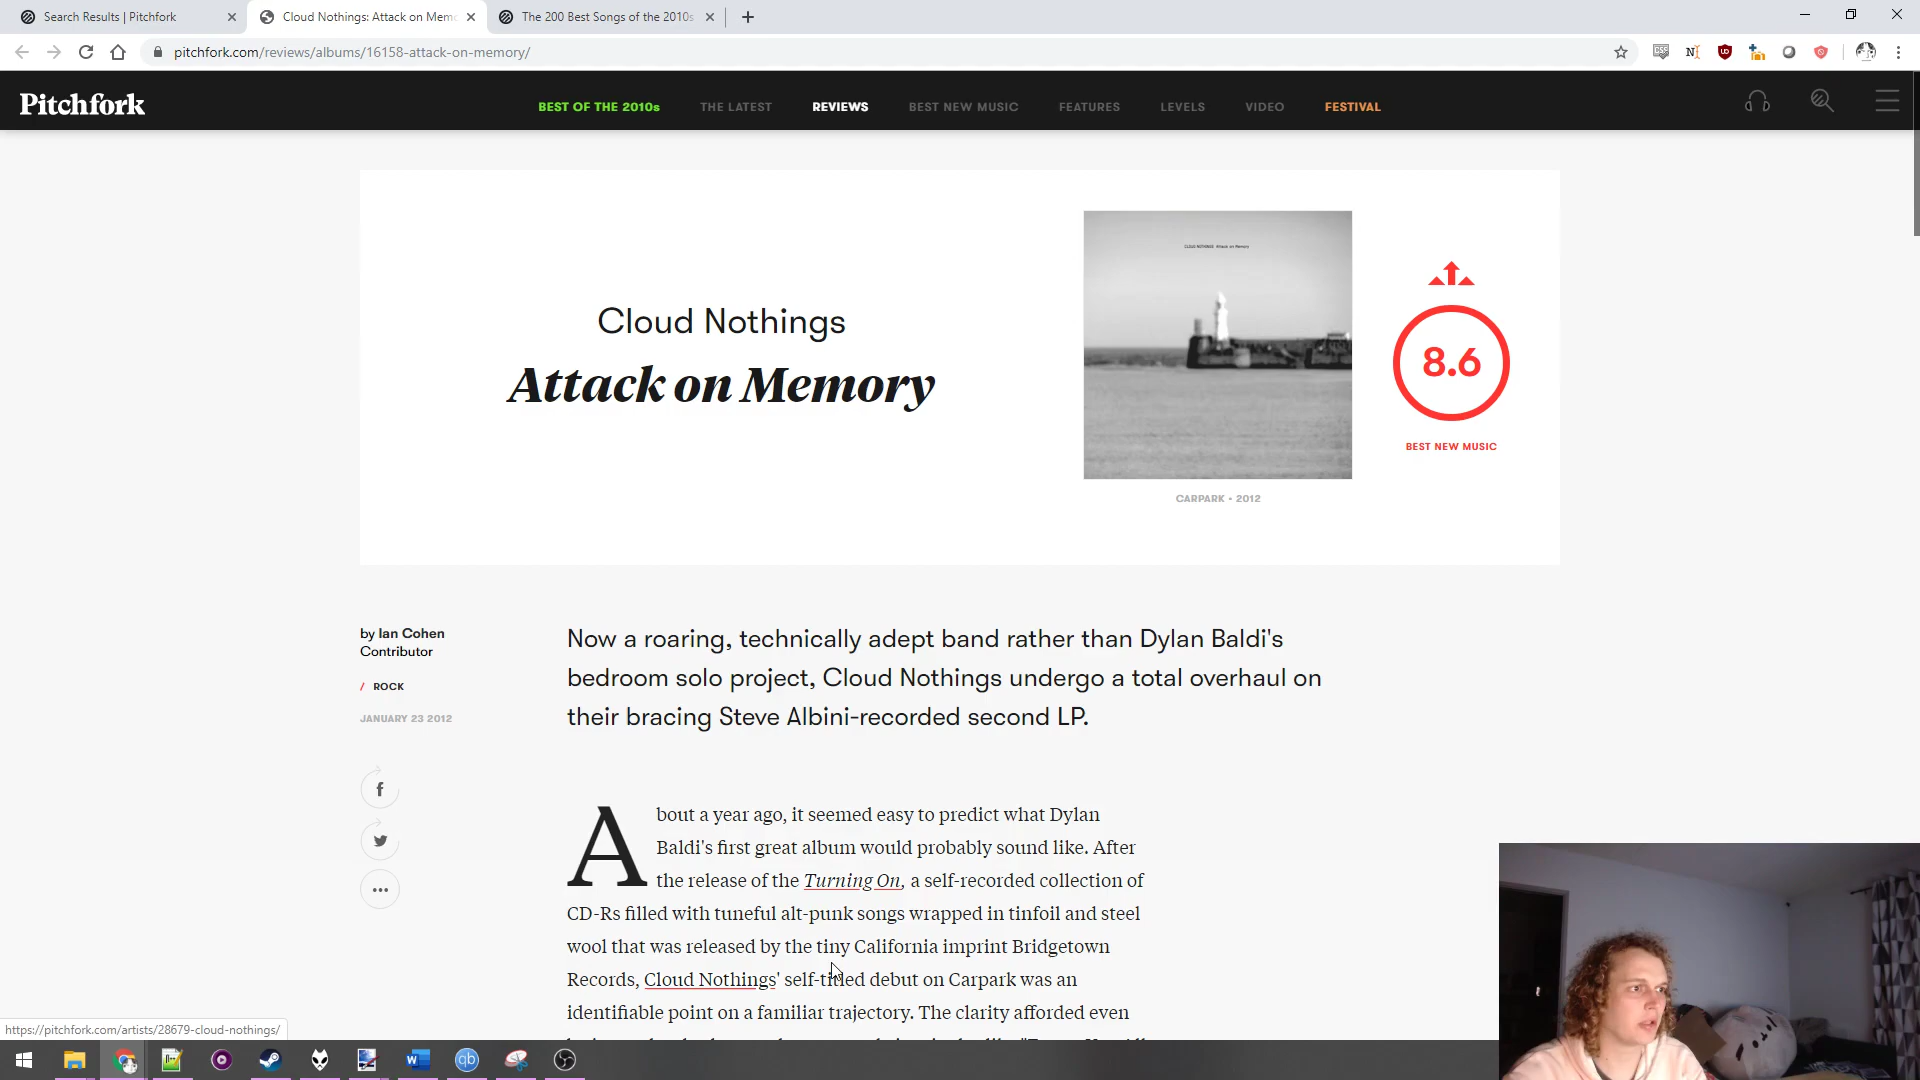 Search Results | Pitchfork
Cloud Nothings: Attack on Memo
The 200 Best Songs of the 2010s
pitchfork.com/reviews/albums/16158-attack-on-memory/
Pitchfork
BEST OF THE 2010s
THE LATEST
REVIEWS
BEST NEW MUSIC
FEATURES
LEVELS
VIDEO
FESTIVAL
Cloud Nothings
Attack on Memory
CLOUD NOTHINGS Attack on Memory
8.6
BEST NEW MUSIC
CARPARK • 2012
by Ian Cohen
Contributor
/ ROCK
JANUARY 23 2012
Now a roaring, technically adept band rather than Dylan Baldi's
bedroom solo project, Cloud Nothings undergo a total overhaul on
their bracing Steve Albini-recorded second LP.
About a year ago, it seemed easy to predict what Dylan
Baldi's first great album would probably sound like. After
the release of the Turning On, a self-recorded collection of
CD-Rs filled with tuneful alt-punk songs wrapped in tinfoil and steel
wool that was released by the tiny California imprint Bridgetown
Records, Cloud Nothings' self-titled debut on Carpark was an
identifiable point on a familiar trajectory. The clarity afforded even
https://pitchfork.com/artists/28679-cloud-nothings/